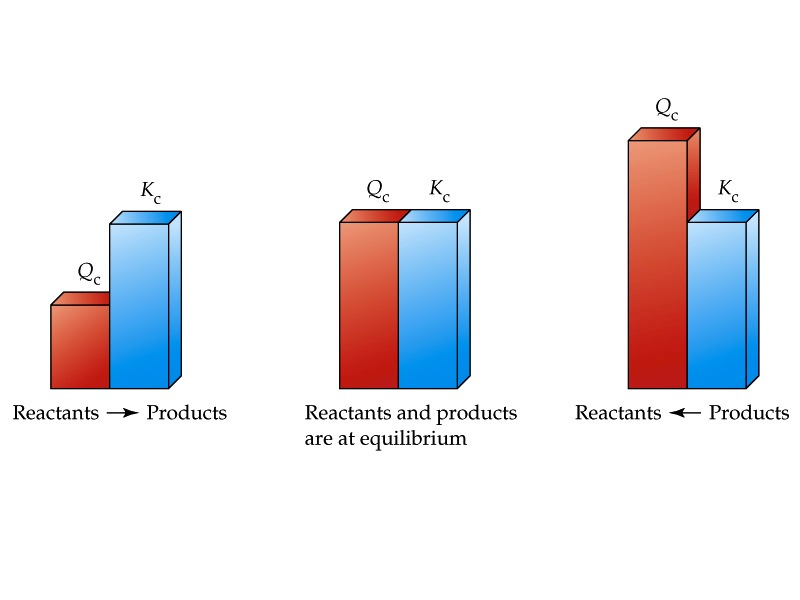 Qc
Kc
Reactants → Products
Qc Kc
Reactants and products
are at equilibrium
Qc
Kc
Reactants ← Products